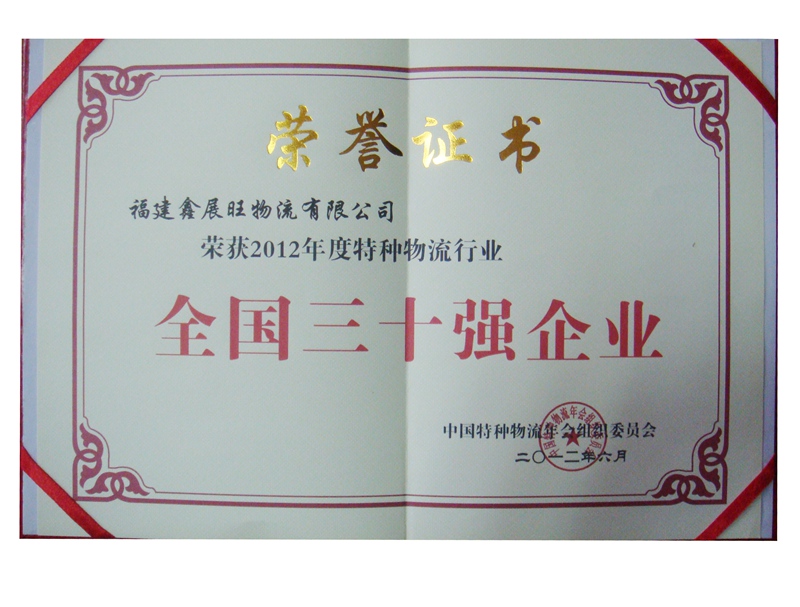 荣誉证书
福建鑫展旺物流有限公司
荣获2012年度特种物流行业
全国三十强企业
中国特种物流年会组织委员会
二〇一二年六月